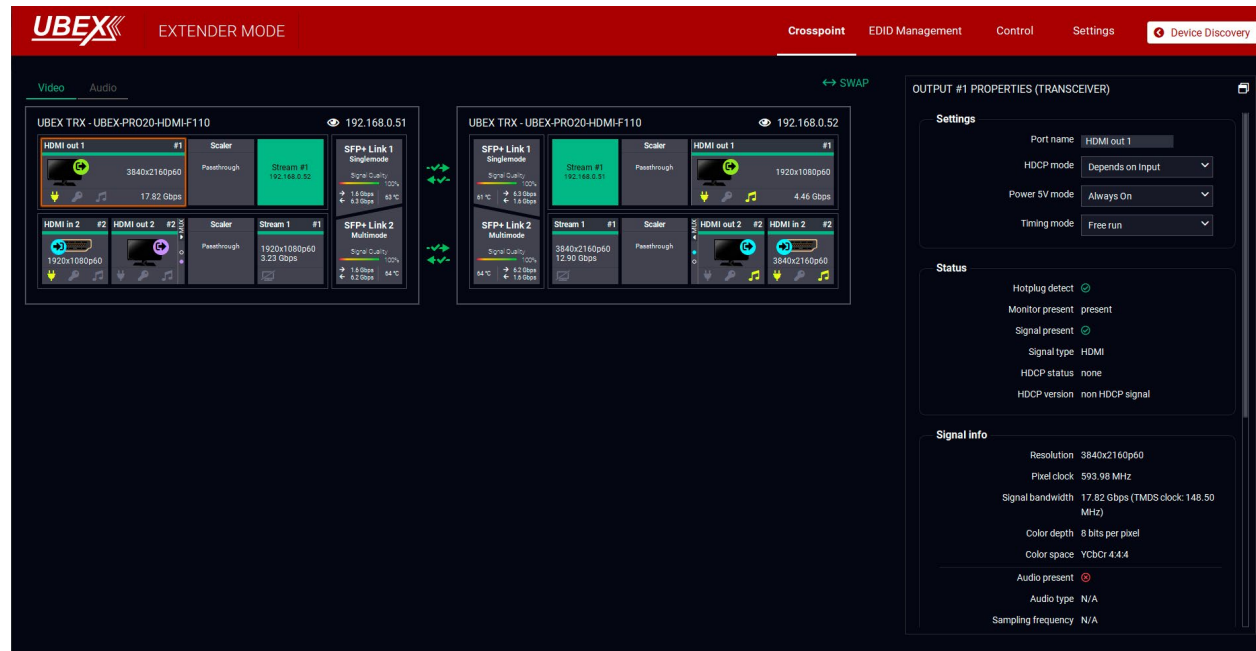 UBEX EXTENDER MODE Crosspoint EDID Management Control Settings Device Discovery
Video Audio
SWAP
UBEX TRX - UBEX-PRO20-HDMI-F110 192.168.0.51
HDMI out 1 #1
3840x2160p60
17.82 Gbps
Scaler
Passthrough
Stream #1
192.168.0.52
SFP+ Link 1
Singlemode
Signal Quality
100%
→ 1.6 Gbps
← 6.3 Gbps
63 °C
HDMI in 2 #2
1920x1080p60
HDMI out 2 #2
MUX
Scaler
Passthrough
Stream 1 #1
1920x1080p60
3.23 Gbps
SFP+ Link 2
Multimode
Signal Quality
100%
→ 1.6 Gbps
← 6.2 Gbps
64 °C
UBEX TRX - UBEX-PRO20-HDMI-F110 192.168.0.52
SFP+ Link 1
Singlemode
Signal Quality
100%
61 °C
→ 6.3 Gbps
← 1.6 Gbps
Stream #1
192.168.0.51
Scaler
Passthrough
HDMI out 1 #1
1920x1080p60
4.46 Gbps
SFP+ Link 2
Multimode
Signal Quality
100%
64 °C
→ 6.2 Gbps
← 1.6 Gbps
Stream 1 #1
3840x2160p60
12.90 Gbps
Scaler
Passthrough
MUX
HDMI out 2 #2
HDMI in 2 #2
3840x2160p60
OUTPUT #1 PROPERTIES (TRANSCEIVER)
Settings
Port name HDMI out 1
HDCP mode Depends on Input
Power 5V mode Always On
Timing mode Free run
Status
Hotplug detect
Monitor present present
Signal present
Signal type HDMI
HDCP status none
HDCP version non HDCP signal
Signal info
Resolution 3840x2160p60
Pixel clock 593.98 MHz
Signal bandwidth 17.82 Gbps (TMDS clock: 148.50
MHz)
Color depth 8 bits per pixel
Color space YCbCr 4:4:4
Audio present
Audio type N/A
Sampling frequency N/A